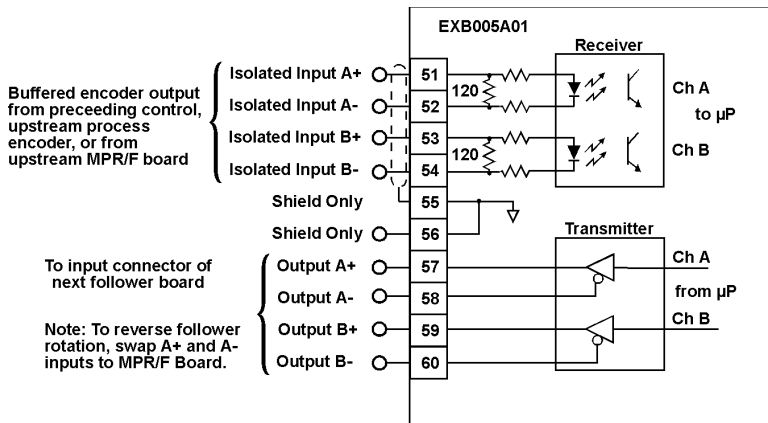 EXB005A01
Receiver
Isolated Input A+
51
Buffered encoder output
from preceeding control,
upstream process
encoder, or from
upstream MPR/F board
Isolated Input A-
52
120
Ch A
to µP
Isolated Input B+
53
Isolated Input B-
54
120
Ch B
Shield Only
55
Shield Only
56
Transmitter
To input connector of
next follower board
Output A+
57
Ch A
Output A-
58
from µP
Note: To reverse follower
rotation, swap A+ and A-
inputs to MPR/F Board.
Output B+
59
Ch B
Output B-
60